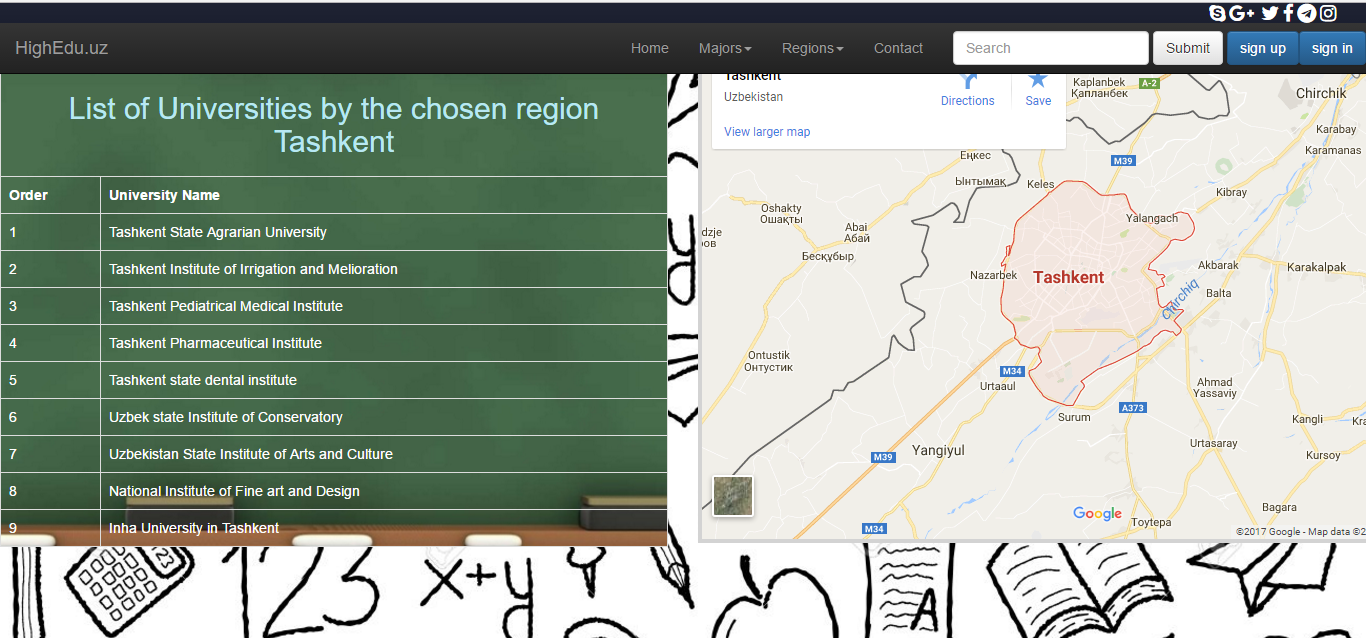 HighEdu.uz
Home
Majors
Regions
Contact
Search
Submit
sign up
sign in
List of Universities by the chosen region
Tashkent
Order University Name
1 Tashkent State Agrarian University
2 Tashkent Institute of Irrigation and Melioration
3 Tashkent Pediatrical Medical Institute
4 Tashkent Pharmaceutical Institute
5 Tashkent state dental institute
6 Uzbek state Institute of Conservatory
7 Uzbekistan State Institute of Arts and Culture
8 National Institute of Fine art and Design
9 Inha University in Tashkent
Tashkent
Uzbekistan
Directions
Save
View larger map
Kaplanbek
Қапланбек
A-2
Chirchik
Karabay
Karamanas
Еңкес
M39
Ынтымақ
Keles
Kibray
Oshakty
Ошақты
Yalangach
Abai
Абай
dzje
ов
Бесқұбыр
Nazarbek
Tashkent
Akbarak
Karakalpak
Chirchiq
Balta
Ontustik
Онтустик
M34
Urtaaul
Ahmad
Yassaviy
A373
Surum
Kangli
Kra
M39
Yangiyul
Urtasaray
Kursoy
Bagara
Google
Toytepa
M34
©2017 Google - Map data ©2
123
x+y
A